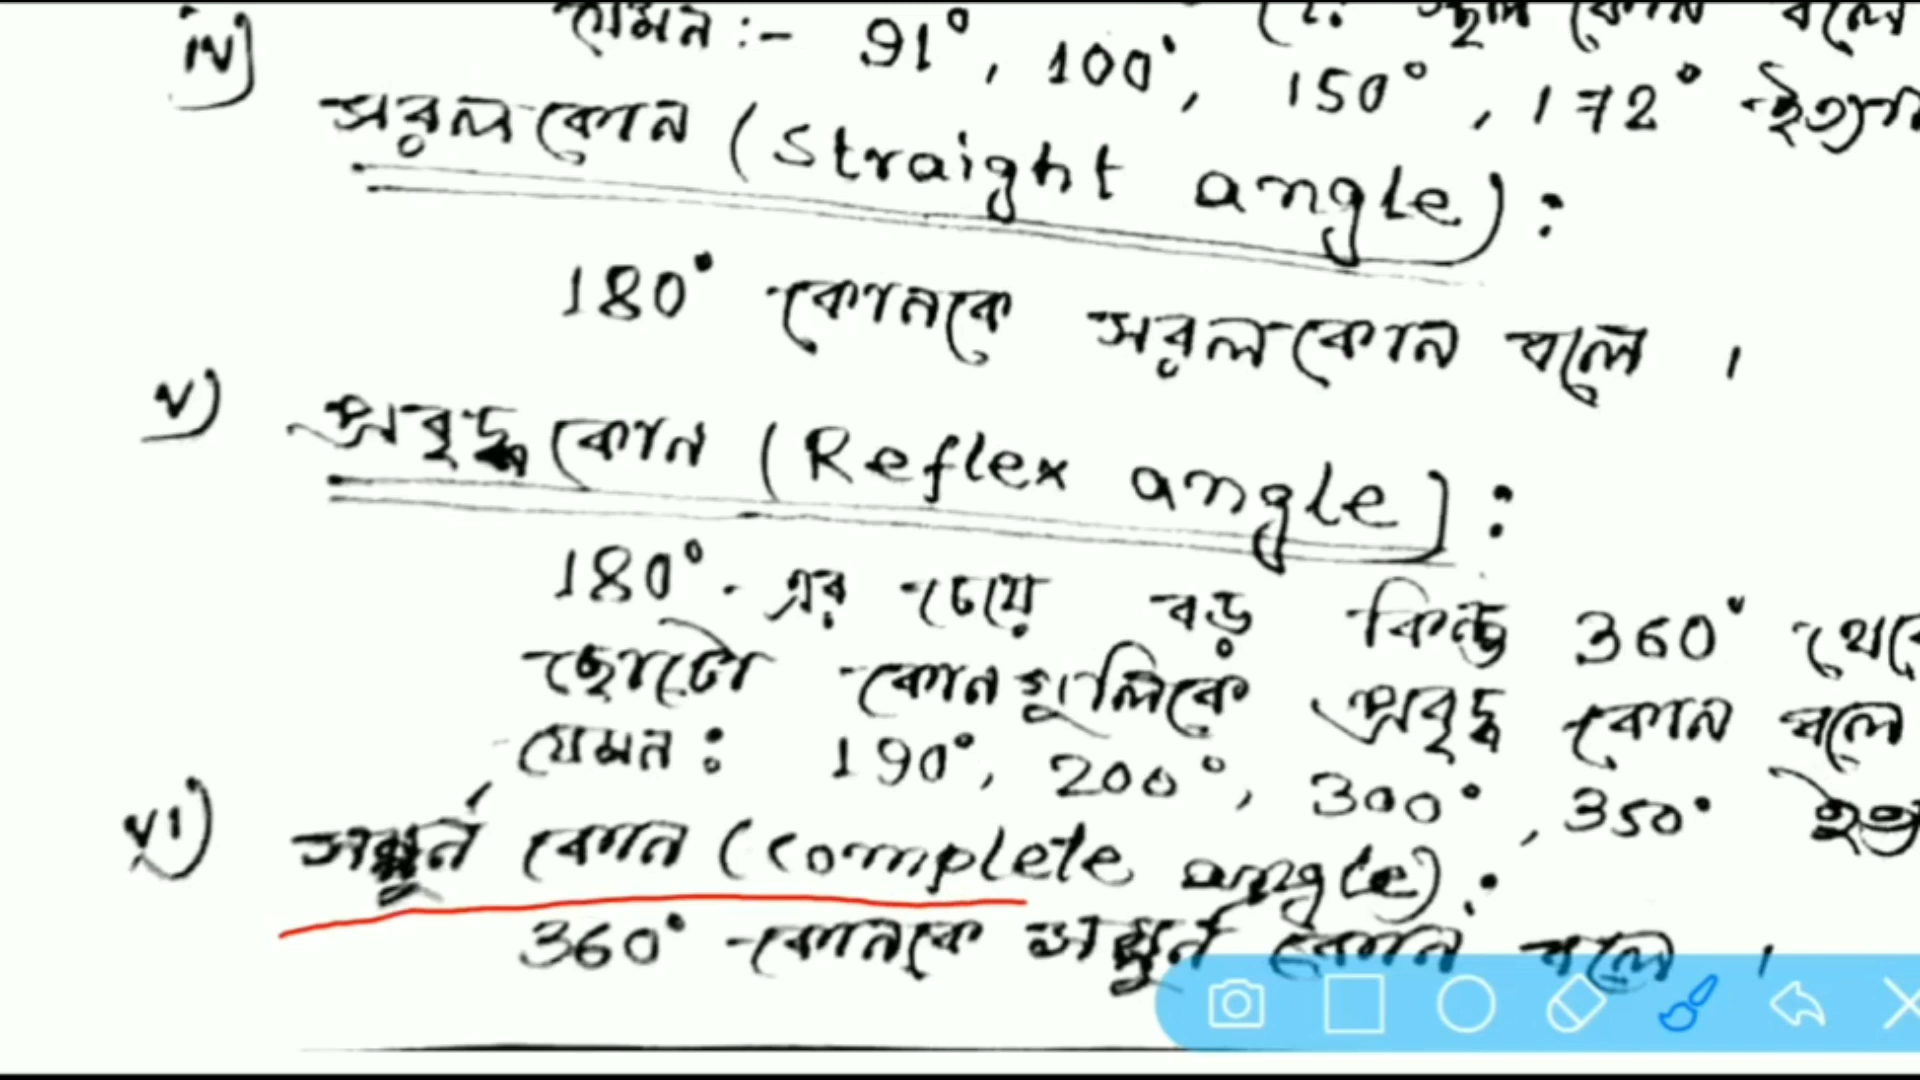 যেমন :- 91°, 100°, 150°, 172° ইত্যা
কোন বলে
iv) সরলকোন (Straight angle) :
180° কোনকে সরলকোন বলে ।
v) প্রবৃদ্ধকোন (Reflex angle) :
180° এর চেয়ে বড় কিন্তু 360° থেকে
ছোটো কোনগুলিকে প্রবৃদ্ধ কোন বলে
যেমন : 190°, 200°, 300°, 350°
vi) সম্পুর্ন কোন (complete angle) :
360° কোনকে সম্পুর্ন কোন বলে ।